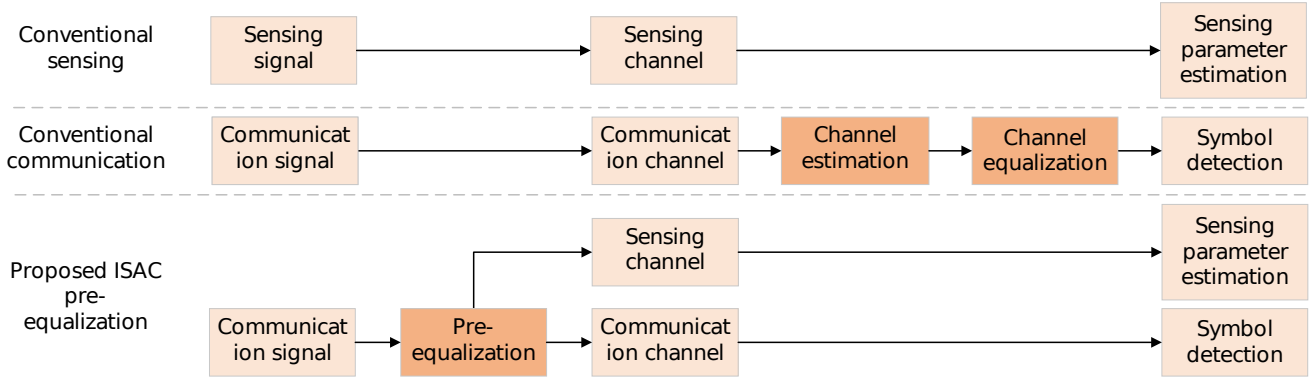 Conventional
sensing
Sensing
signal
Sensing
channel
Sensing
parameter
estimation
Conventional
communication
Communicat
ion signal
Communicat
ion channel
Channel
estimation
Channel
equalization
Symbol
detection
Proposed ISAC
pre-
equalization
Sensing
channel
Sensing
parameter
estimation
Communicat
ion signal
Pre-
equalization
Communicat
ion channel
Symbol
detection